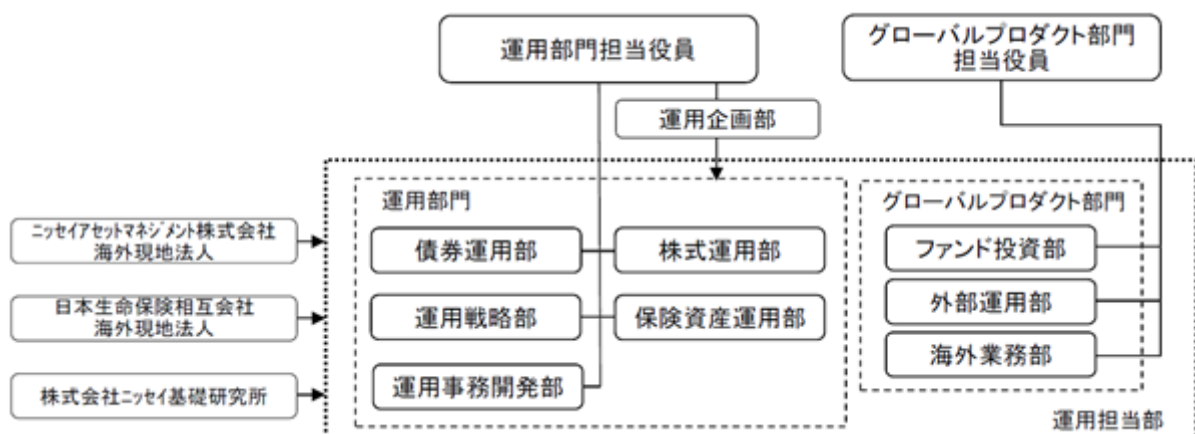 運用部門担当役員
グローバルプロダクト部門
担当役員
運用企画部
運用部門
グローバルプロダクト部門
ニッセイアセットマネジメント株式会社
海外現地法人
債券運用部
株式運用部
ファンド投資部
日本生命保険相互会社
海外現地法人
運用戦略部
保険資産運用部
外部運用部
海外業務部
株式会社ニッセイ基礎研究所
運用事務開発部
運用担当部